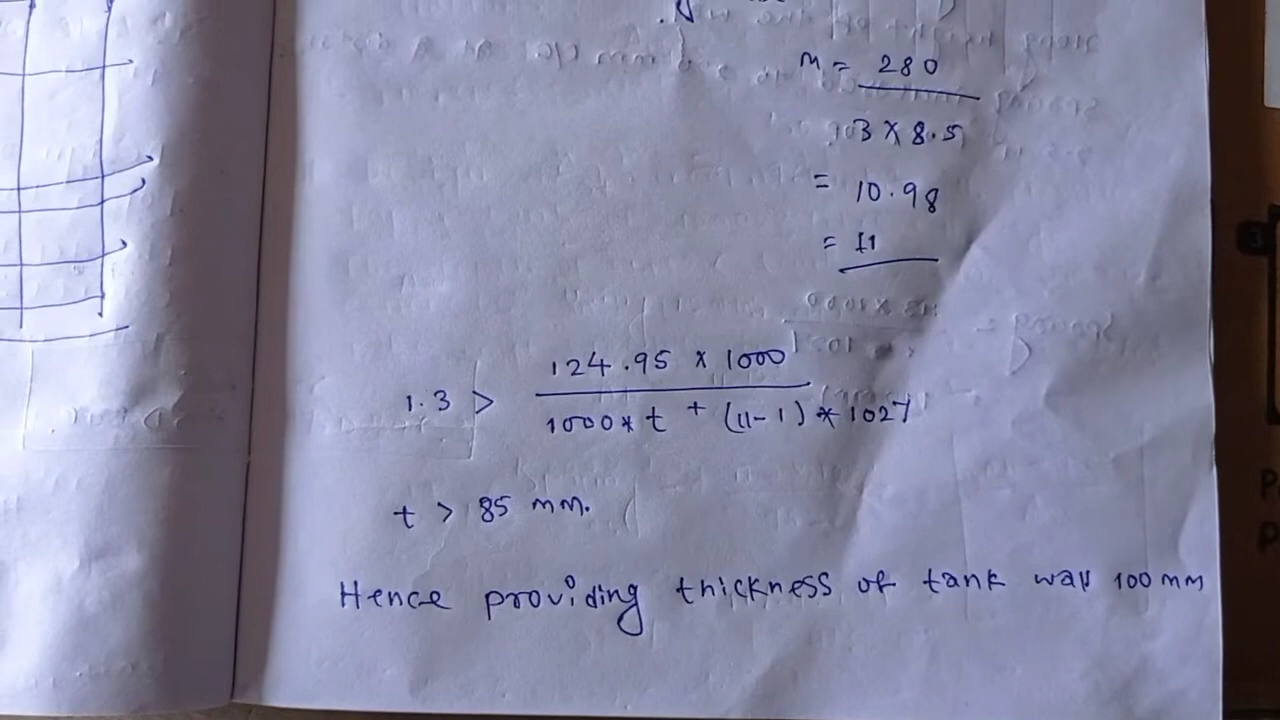 m = 280
3 X 8.5
= 10.98
= 11
124.95 x 1000
1.3 >
1000* t + (11-1) * 1027
t > 85 mm.
Hence providing thickness of tank wall 100 mm